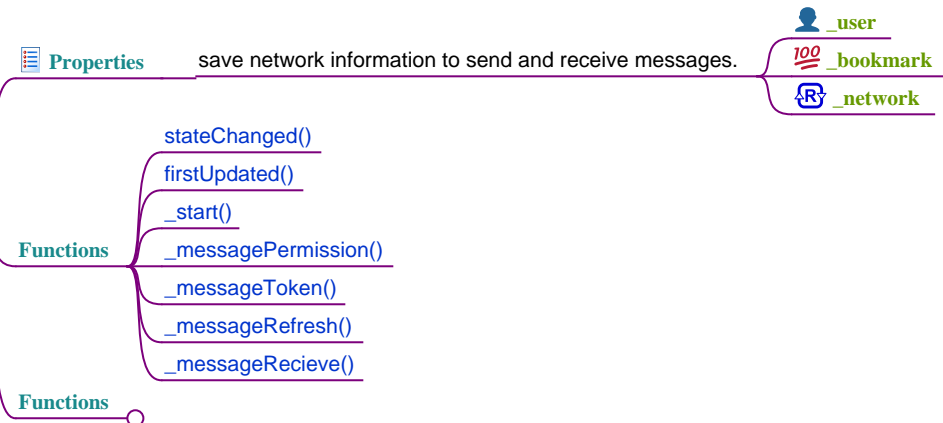 _user
Properties
save network information to send and receive messages.
100
_bookmark
R
_network
stateChanged()
firstUpdated()
_start()
Functions
_messagePermission()
_messageToken()
_messageRefresh()
_messageRecieve()
Functions